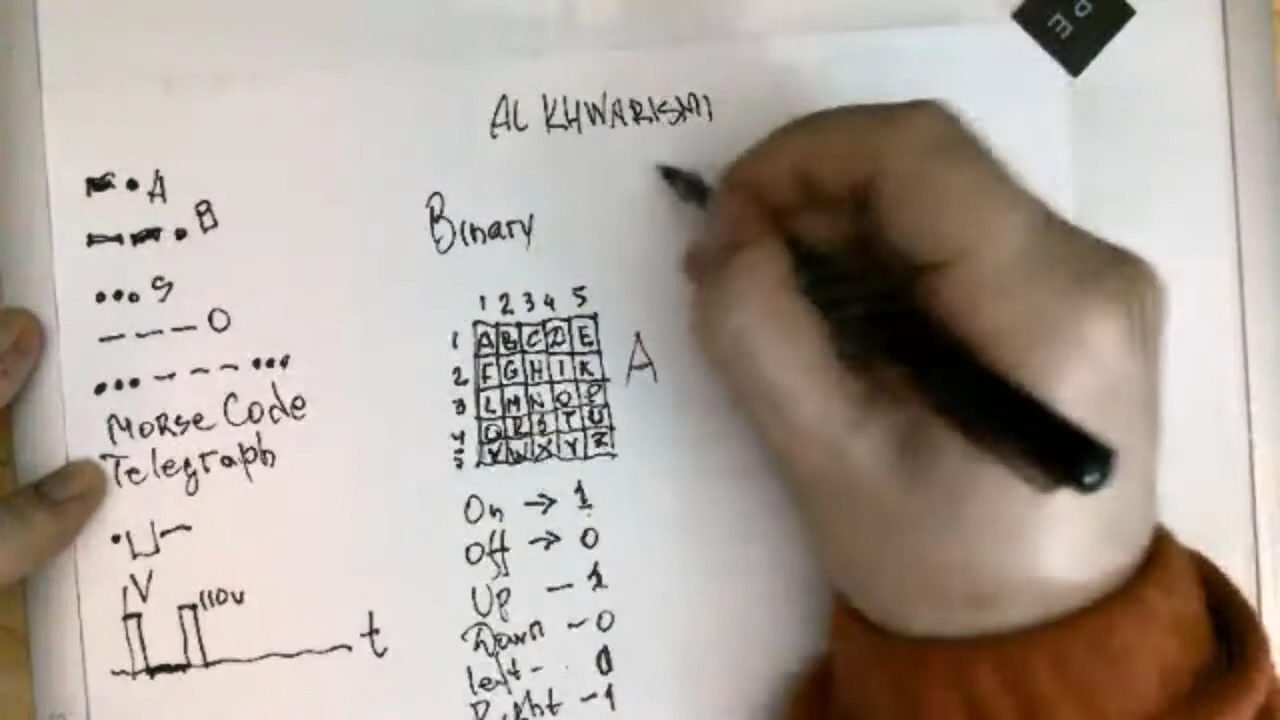 AL KHWARISMI
A
B
... S
--- O
...---...
Morse Code
Telegraph
V
110v
t
Binary
1 2 3 4 5
1 A B C D E
2 F G H I K
3 L M N O P
4 Q R S T U
5 V W X Y Z
A
On → 1
Off → 0
Up - 1
Down - 0
left - 0
Right - 1